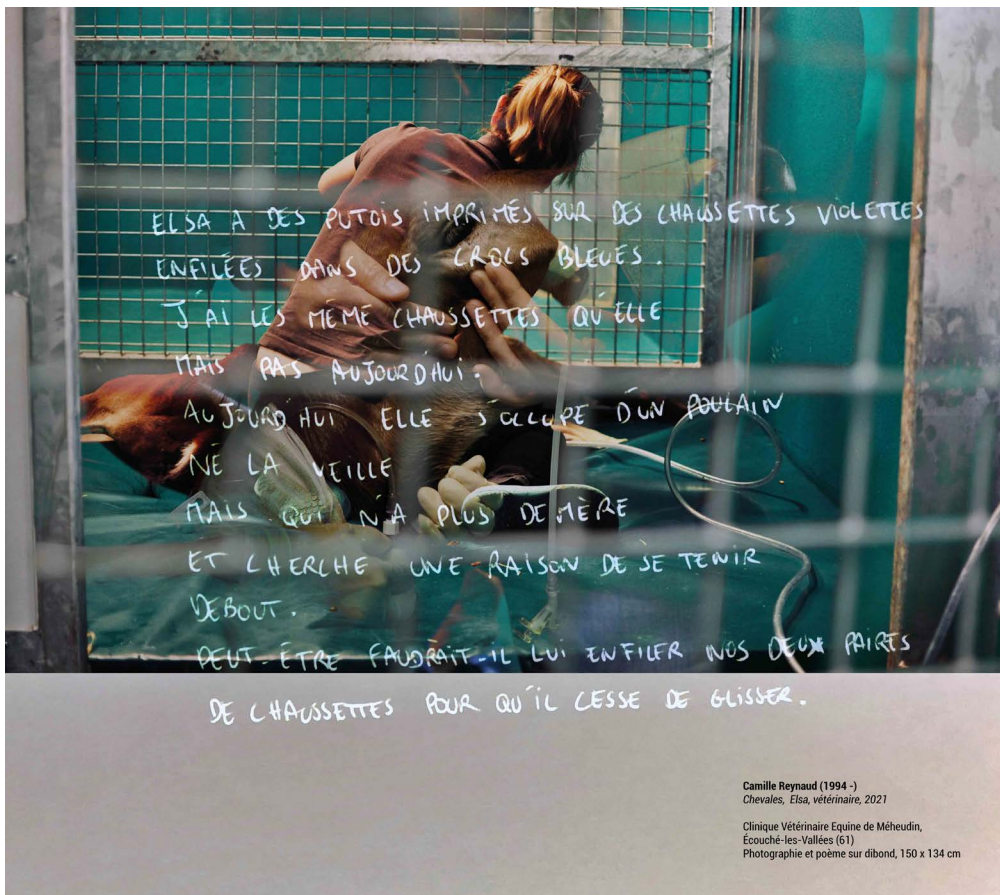 ELSA A DES PUTOIS IMPRIMÉS SUR DES CHAUSSETTES VIOLETTES
ENFILÉES DANS DES CROCS BLEUES.
J'AI LES MÊME CHAUSSETTES QU'ELLE
MAIS PAS AUJOURD'HUI.
AUJOURD'HUI ELLE S'OCCUPE D'UN POULAIN
NÉ LA VEILLE
MAIS QUI N'A PLUS DE MÈRE
ET CHERCHE UNE RAISON DE SE TENIR
DEBOUT.
PEUT-ÊTRE FAUDRAIT-IL LUI ENFILER NOS DEUX PAIRES
DE CHAUSSETTES POUR QU'IL CESSE DE GLISSER.
Camille Reynaud (1994 -)
Chevales, Elsa, vétérinaire, 2021
Clinique Vétérinaire Equine de Méheudin,
Écouché-les-Vallées (61)
Photographie et poème sur dibond, 150 x 134 cm